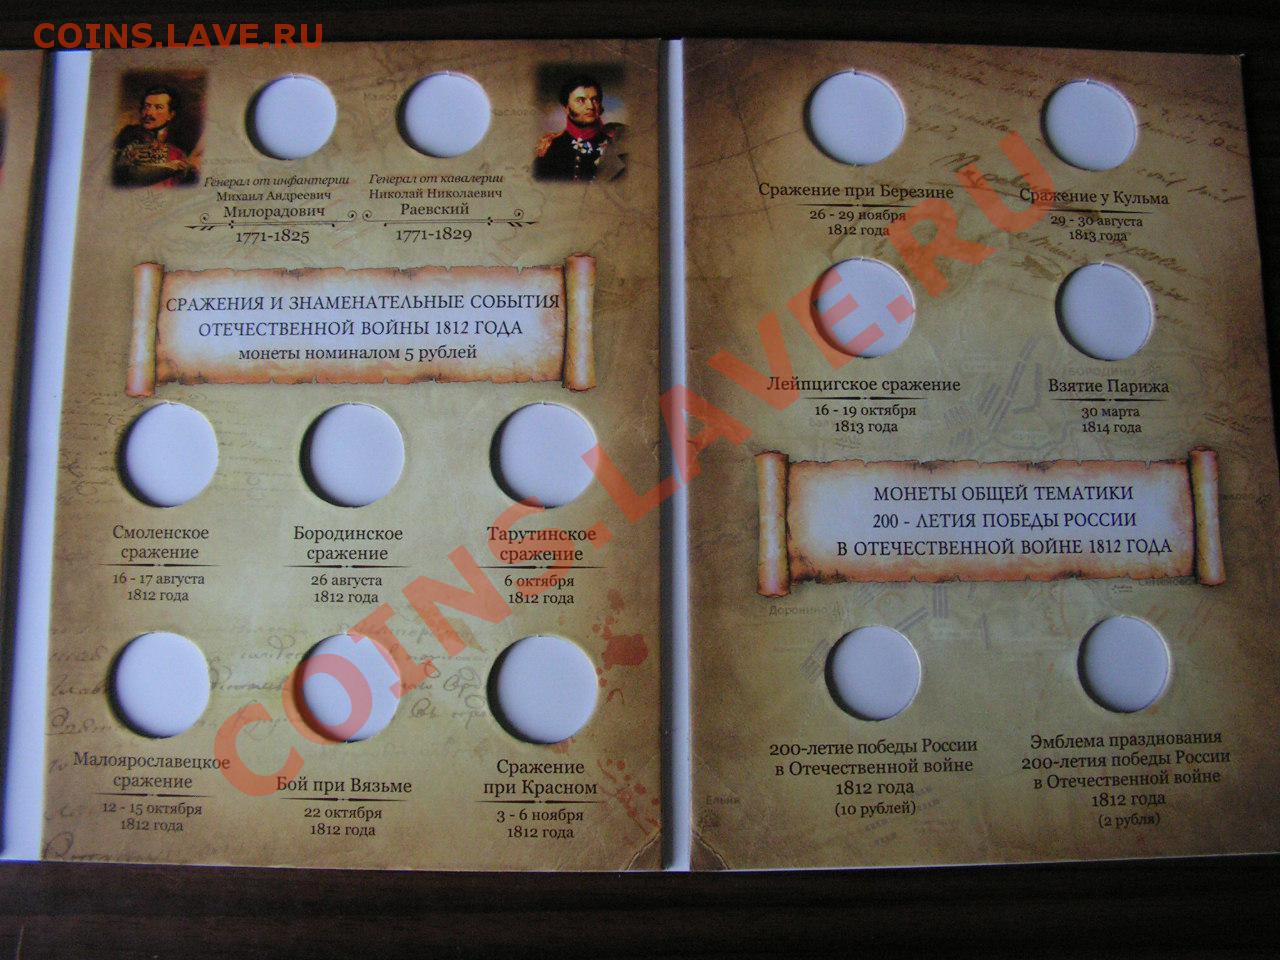 COINS.LAVE.RU
Генерал от инфантерии
Михаил Андреевич
Милорадович
1771-1825
Генерал от кавалерии
Николай Николаевич
Раевский
1771-1829
СРАЖЕНИЯ И ЗНАМЕНАТЕЛЬНЫЕ СОБЫТИЯ
ОТЕЧЕСТВЕННОЙ ВОЙНЫ 1812 ГОДА
монеты номиналом 5 рублей
Смоленское
сражение
16 - 17 августа
1812 года
Бородинское
сражение
26 августа
1812 года
Тарутинское
сражение
6 октября
1812 года
Малоярославецкое
сражение
12 - 15 октября
1812 года
Бой при Вязьме
22 октября
1812 года
Сражение
при Красном
3 - 6 ноября
1812 года
Сражение при Березине
26 - 29 ноября
1812 года
Сражение у Кульма
29 - 30 августа
1813 года
Лейпцигское сражение
16 - 19 октября
1813 года
БОРОДИНО
Взятие Парижа
30 марта
1814 года
МОНЕТЫ ОБЩЕЙ ТЕМАТИКИ
200 - ЛЕТИЯ ПОБЕДЫ РОССИИ
В ОТЕЧЕСТВЕННОЙ ВОЙНЕ 1812 ГОДА
Доронино
200-летие победы России
в Отечественной войне
1812 года
(10 рублей)
Эмблема празднования
200-летия победы России
в Отечественной войне
1812 года
(2 рубля)
Ельня
COINS.LAVE.RU